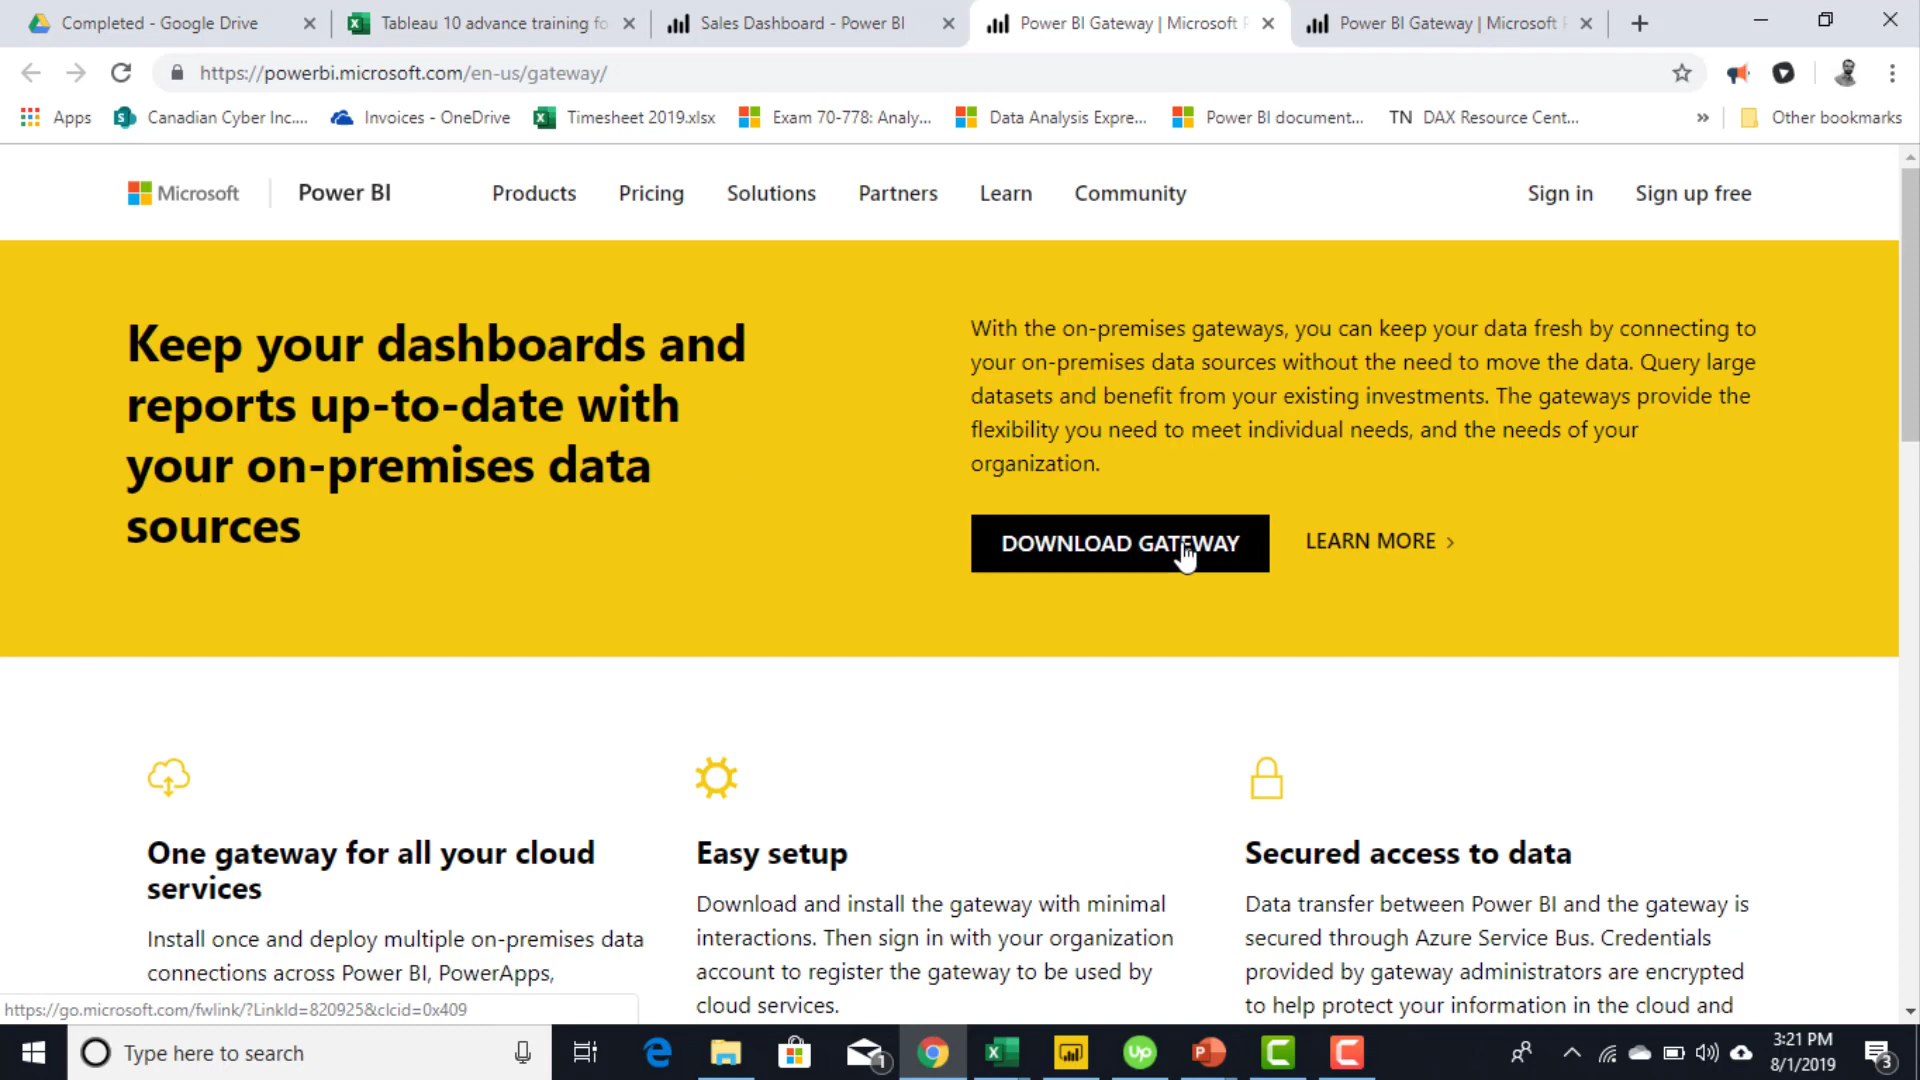 Completed - Google Drive
Tableau 10 advance training fo
Sales Dashboard - Power BI
Power BI Gateway | Microsoft
Power BI Gateway | Microsoft
https://powerbi.microsoft.com/en-us/gateway/
Apps
Canadian Cyber Inc....
Invoices - OneDrive
Timesheet 2019.xlsx
Exam 70-778: Analy...
Data Analysis Expre...
Power BI document...
TN DAX Resource Cent...
Other bookmarks
Microsoft
Power BI
Products
Pricing
Solutions
Partners
Learn
Community
Sign in
Sign up free
Keep your dashboards and
reports up-to-date with
your on-premises data
sources
With the on-premises gateways, you can keep your data fresh by connecting to
your on-premises data sources without the need to move the data. Query large
datasets and benefit from your existing investments. The gateways provide the
flexibility you need to meet individual needs, and the needs of your
organization.
DOWNLOAD GATEWAY
LEARN MORE >
One gateway for all your cloud
services
Install once and deploy multiple on-premises data
connections across Power BI, PowerApps,
Easy setup
Download and install the gateway with minimal
interactions. Then sign in with your organization
account to register the gateway to be used by
cloud services.
Secured access to data
Data transfer between Power BI and the gateway is
secured through Azure Service Bus. Credentials
provided by gateway administrators are encrypted
to help protect your information in the cloud and
https://go.microsoft.com/fwlink/?LinkId=820925&clcid=0x409
Type here to search
1
up
3:21 PM
8/1/2019
3